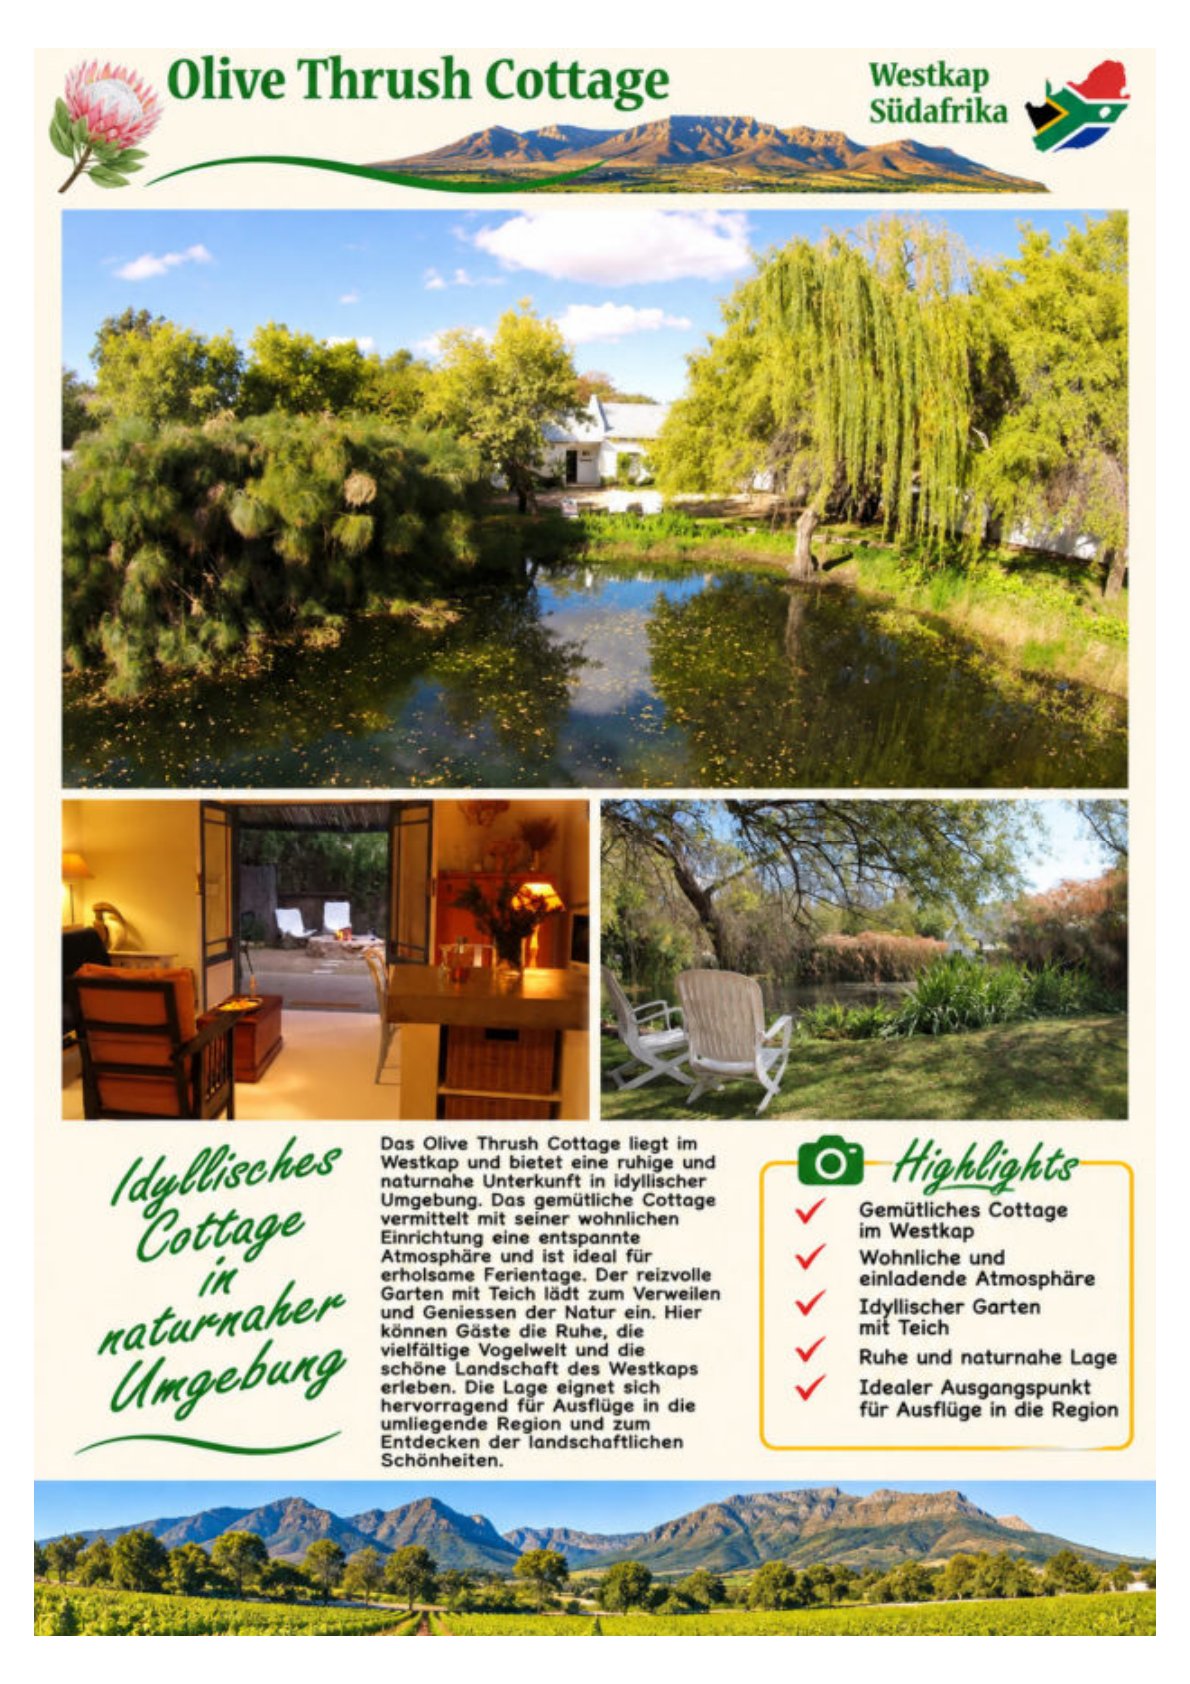 Olive Thrush Cottage
Westkap
Südafrika
Idyllisches
Cottage
in
naturnaher
Umgebung
Das Olive Thrush Cottage liegt im
Westkap und bietet eine ruhige und
naturnahe Unterkunft in idyllischer
Umgebung. Das gemütliche Cottage
vermittelt mit seiner wohnlichen
Einrichtung eine entspannte
Atmosphäre und ist ideal für
erholsame Ferientage. Der reizvolle
Garten mit Teich lädt zum Verweilen
und Geniessen der Natur ein. Hier
können Gäste die Ruhe, die
vielfältige Vogelwelt und die
schöne Landschaft des Westkaps
erleben. Die Lage eignet sich
hervorragend für Ausflüge in die
umliegende Region und zum
Entdecken der landschaftlichen
Schönheiten.
Highlights
Gemütliches Cottage
im Westkap
Wohnliche und
einladende Atmosphäre
Idyllischer Garten
mit Teich
Ruhe und naturnahe Lage
Idealer Ausgangspunkt
für Ausflüge in die Region